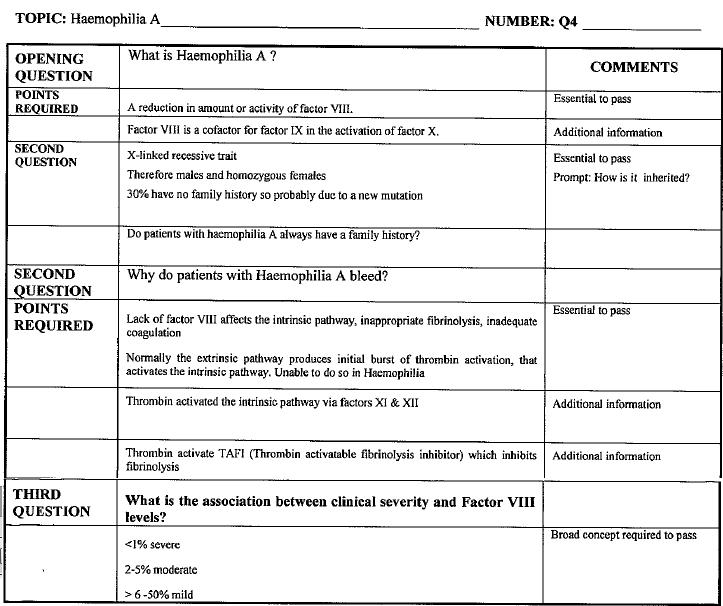 TOPIC: Haemophilia A
NUMBER: Q4
OPENING QUESTION
What is Haemophilia A ?
COMMENTS
POINTS REQUIRED
A reduction in amount or activity of factor VIII.
Essential to pass
Factor VIII is a cofactor for factor IX in the activation of factor X.
Additional information
SECOND QUESTION
X-linked recessive trait
Therefore males and homozygous females
30% have no family history so probably due to a new mutation
Essential to pass
Prompt: How is it inherited?
Do patients with haemophilia A always have a family history?
SECOND QUESTION
Why do patients with Haemophilia A bleed?
POINTS REQUIRED
Lack of factor VIII affects the intrinsic pathway, inappropriate fibrinolysis, inadequate
coagulation
Essential to pass
Normally the extrinsic pathway produces initial burst of thrombin activation, that
activates the intrinsic pathway. Unable to do so in Haemophilia
Thrombin activated the intrinsic pathway via factors XI & XII
Additional information
Thrombin activate TAFI (Thrombin activatable fibrinolysis inhibitor) which inhibits
fibrinolysis
Additional information
THIRD QUESTION
What is the association between clinical severity and Factor VIII
levels?
<1% severe
2-5% moderate
> 6 -50% mild
Broad concept required to pass